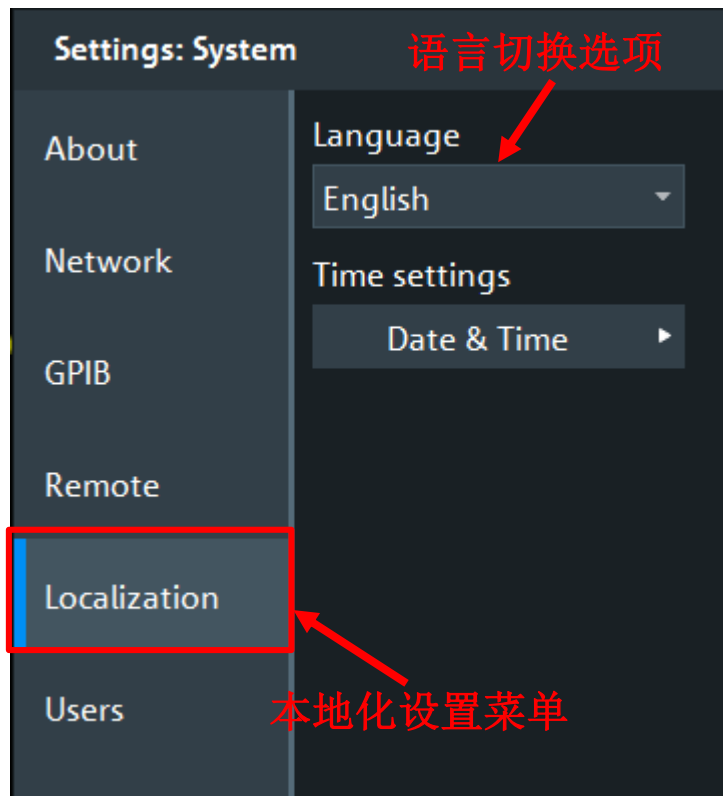 Settings: System
语言切换选项
About
Network
GPIB
Remote
Localization
Users
Language
English
Time settings
Date & Time
本地化设置菜单